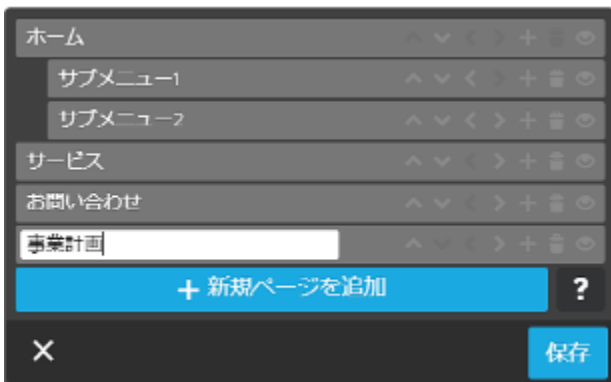 ホーム
サブメニュー1
サブメニュー2
サービス
お問い合わせ
事業計画
+ 新規ページを追加 ?
× 保存